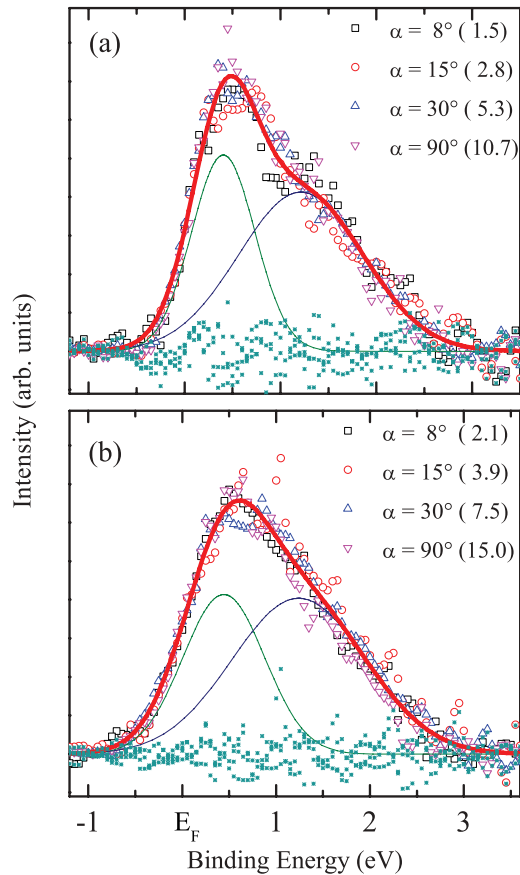 (a)
α = 8° ( 1.5)
α = 15° ( 2.8)
α = 30° ( 5.3)
α = 90° (10.7)
(b)
α = 8° ( 2.1)
α = 15° ( 3.9)
α = 30° ( 7.5)
α = 90° (15.0)
Intensity (arb. units)
-1 E_F 1 2 3
Binding Energy (eV)